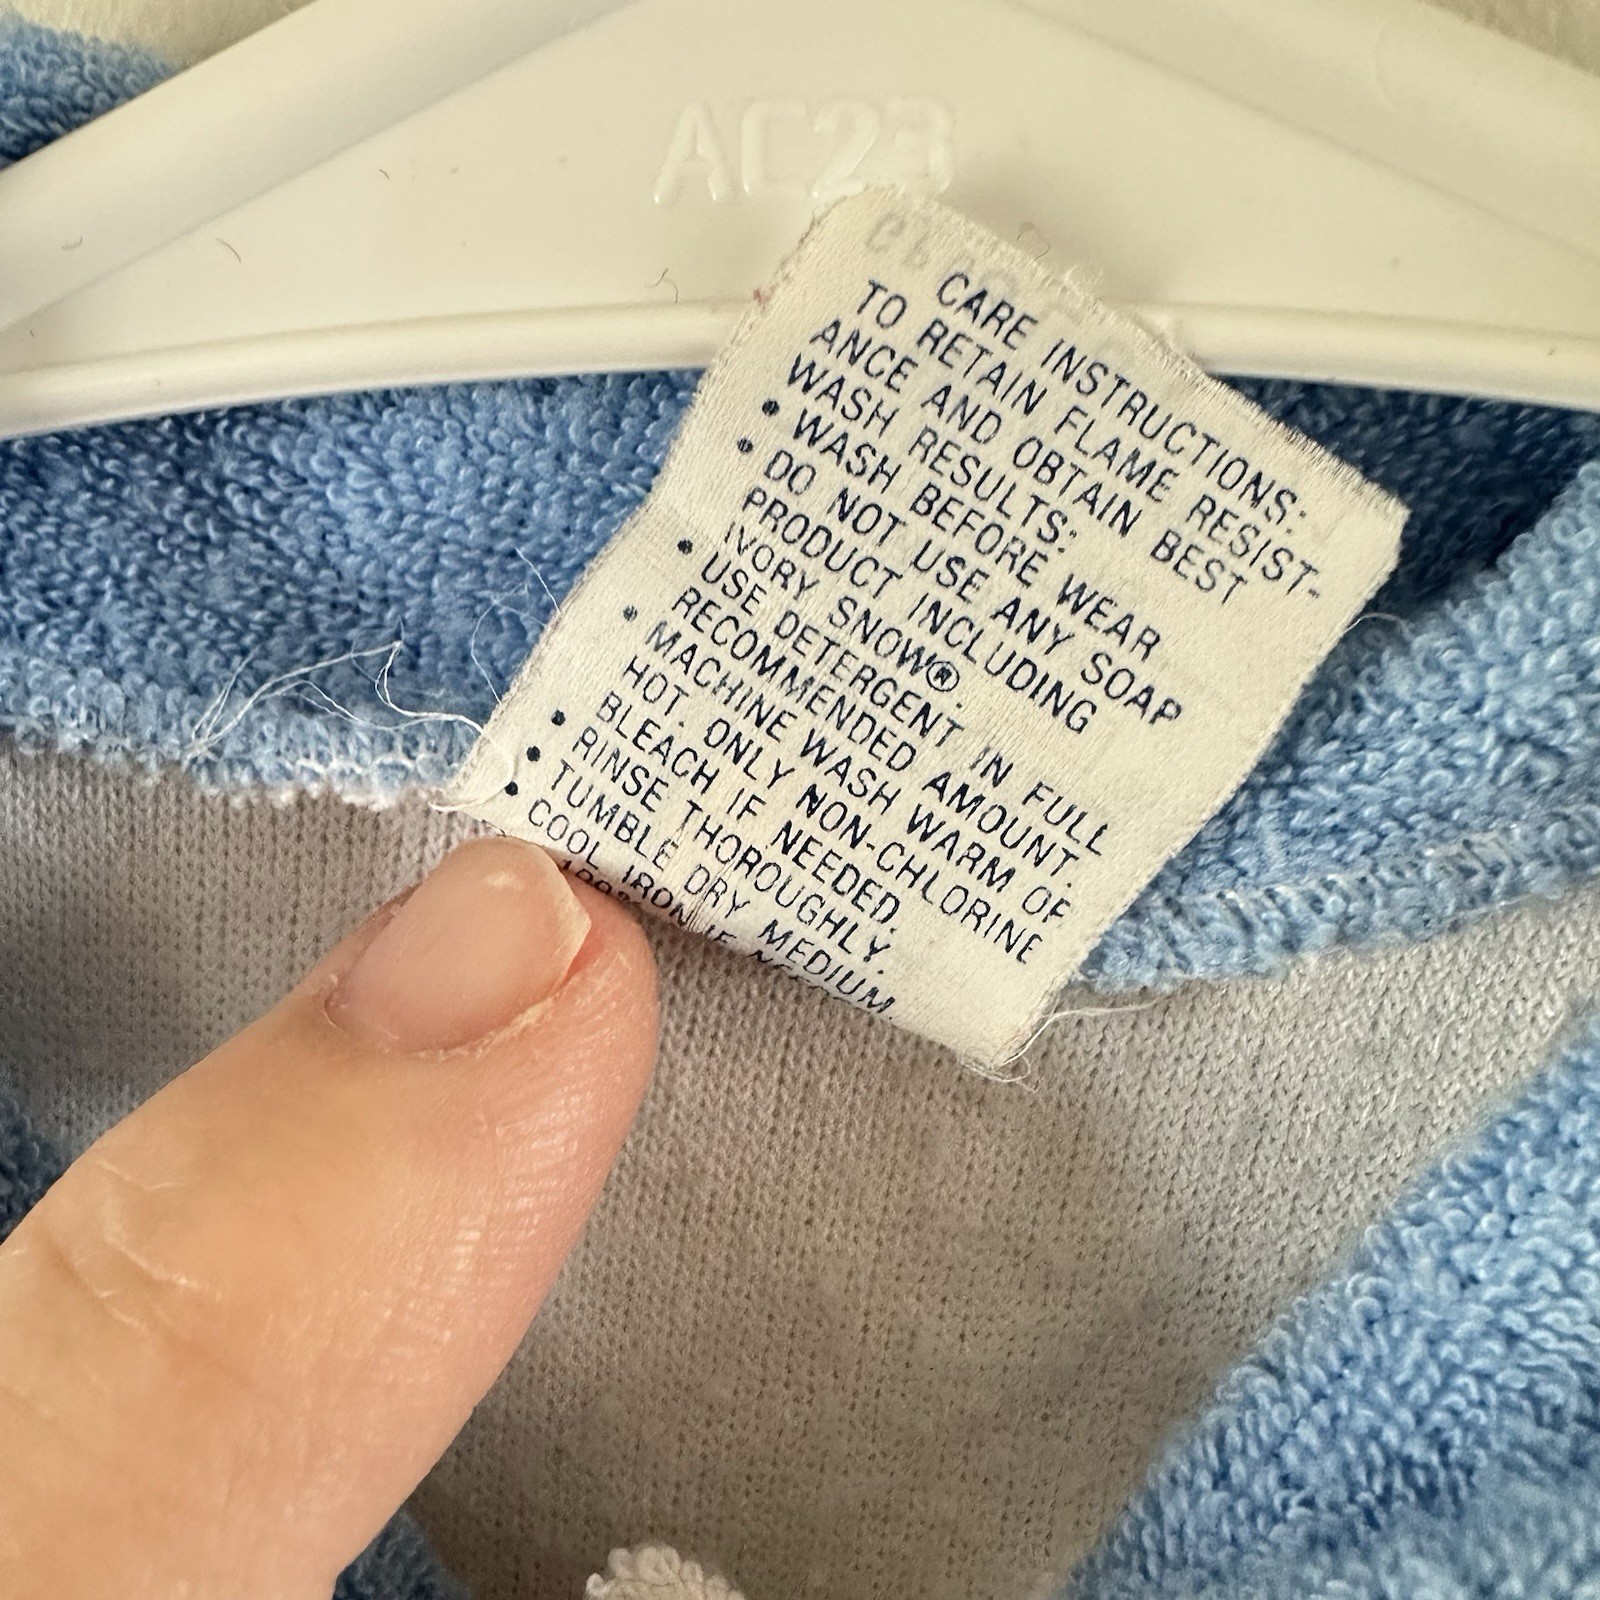 AC23
CARE INSTRUCTIONS:
TO RETAIN FLAME RESIST-
ANCE AND OBTAIN BEST
WASH RESULTS:
• WASH BEFORE WEAR
• DO NOT USE ANY SOAP
PRODUCT INCLUDING
IVORY SNOW®.
• USE DETERGENT IN FULL
RECOMMENDED AMOUNT.
• MACHINE WASH WARM OR
HOT. ONLY NON-CHLORINE
BLEACH IF NEEDED.
• RINSE THOROUGHLY.
• TUMBLE DRY MEDIUM.
• COOL IRON IF